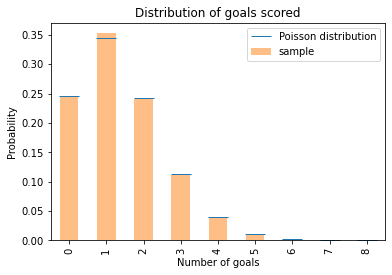 Distribution of goals scored
Poisson distribution
sample
Probability
0.35
0.30
0.25
0.20
0.15
0.10
0.05
0.00
0 1 2 3 4 5 6 7 8
Number of goals